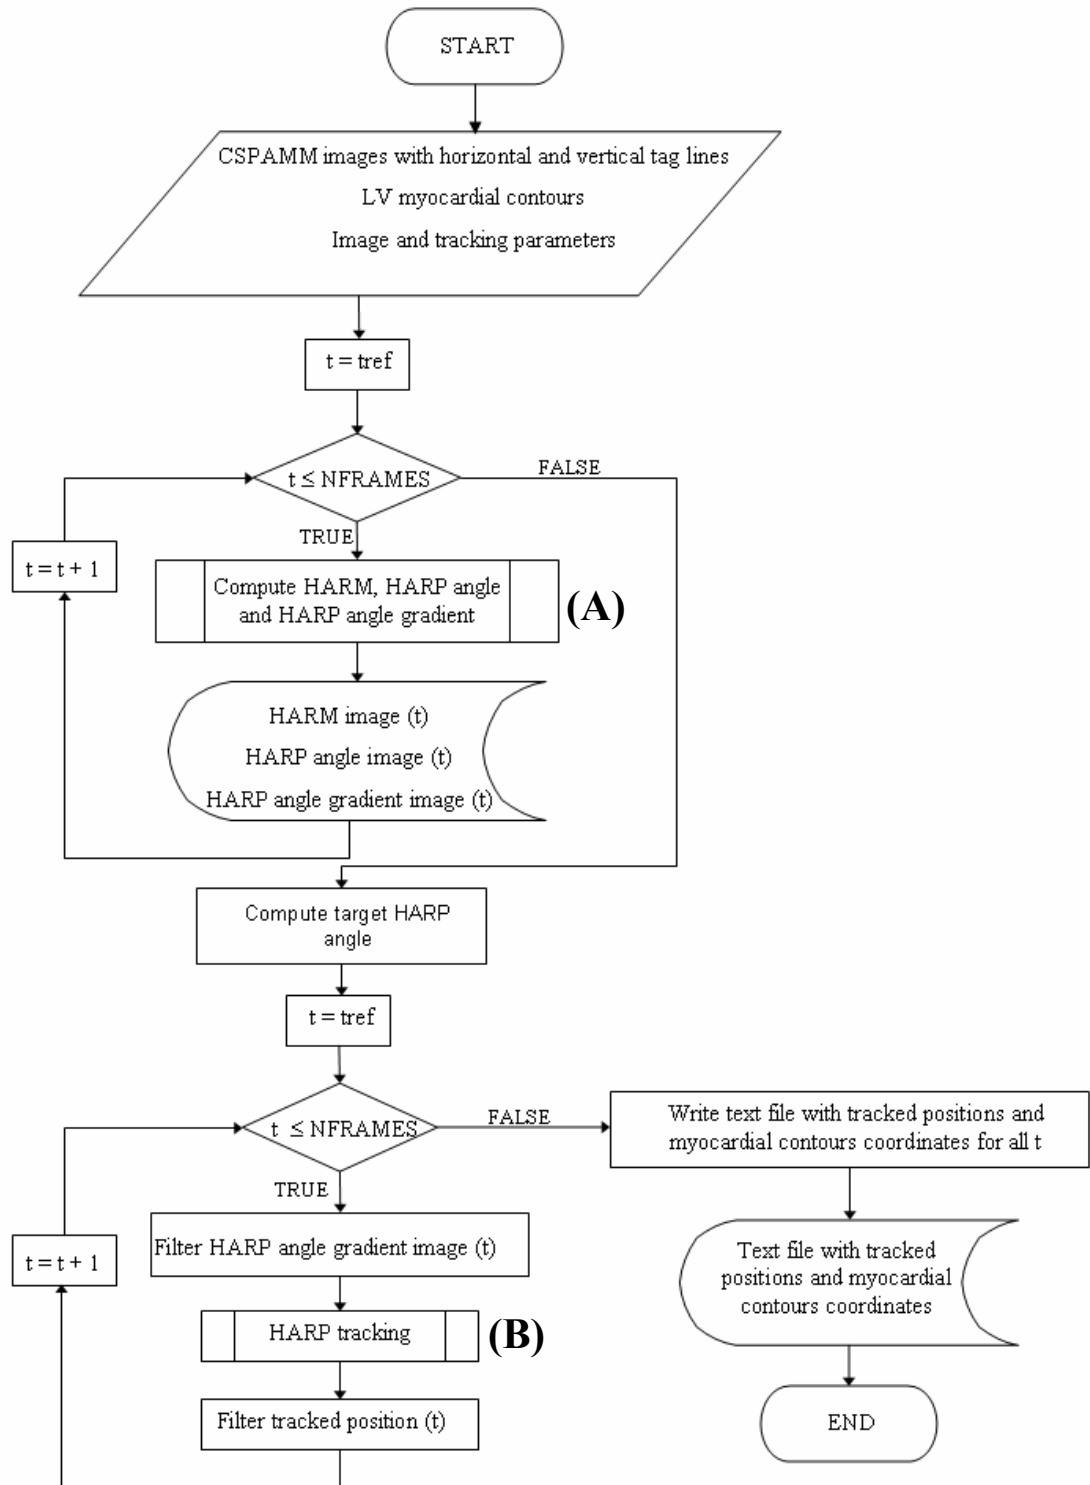 START
CSPAMM images with horizontal and vertical tag lines
LV myocardial contours
Image and tracking parameters
t = tref
t ≤ NFRAMES
FALSE
TRUE
t = t + 1
Compute HARM, HARP angle
and HARP angle gradient
(A)
HARM image (t)
HARP angle image (t)
HARP angle gradient image (t)
Compute target HARP
angle
t = tref
t ≤ NFRAMES
FALSE
TRUE
Write text file with tracked positions and
myocardial contours coordinates for all t
t = t + 1
Filter HARP angle gradient image (t)
Text file with tracked
positions and myocardial
contours coordinates
HARP tracking
(B)
Filter tracked position (t)
END